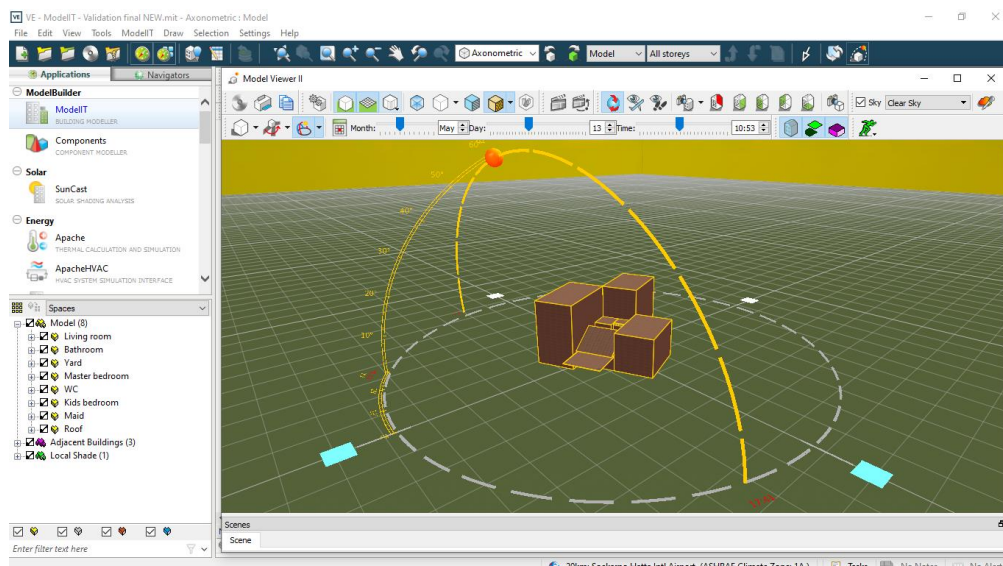 VE VE - ModelIT - Validation final NEW.mit - Axonometric : Model
File Edit View Tools ModelIT Draw Selection Settings Help
Axonometric Model All storeys
Applications Navigators
Model Viewer II
ModelBuilder
ModelIT
BUILDING MODELLER
Components
COMPONENT MODELLER
Solar
SunCast
SOLAR SHADING ANALYSIS
Energy
Apache
THERMAL CALCULATION AND SIMULATION
ApacheHVAC
HVAC SYSTEM SIMULATION INTERFACE
Sky Clear Sky
Month: May Day: 13 Time: 10:53
60°
50°
40°
30°
20°
10°
Spaces
Model (8)
Living room
Bathroom
Yard
Master bedroom
WC
Kids bedroom
Maid
Roof
Adjacent Buildings (3)
Local Shade (1)
Enter filter text here
Scenes
Scene
Tasks No Notes